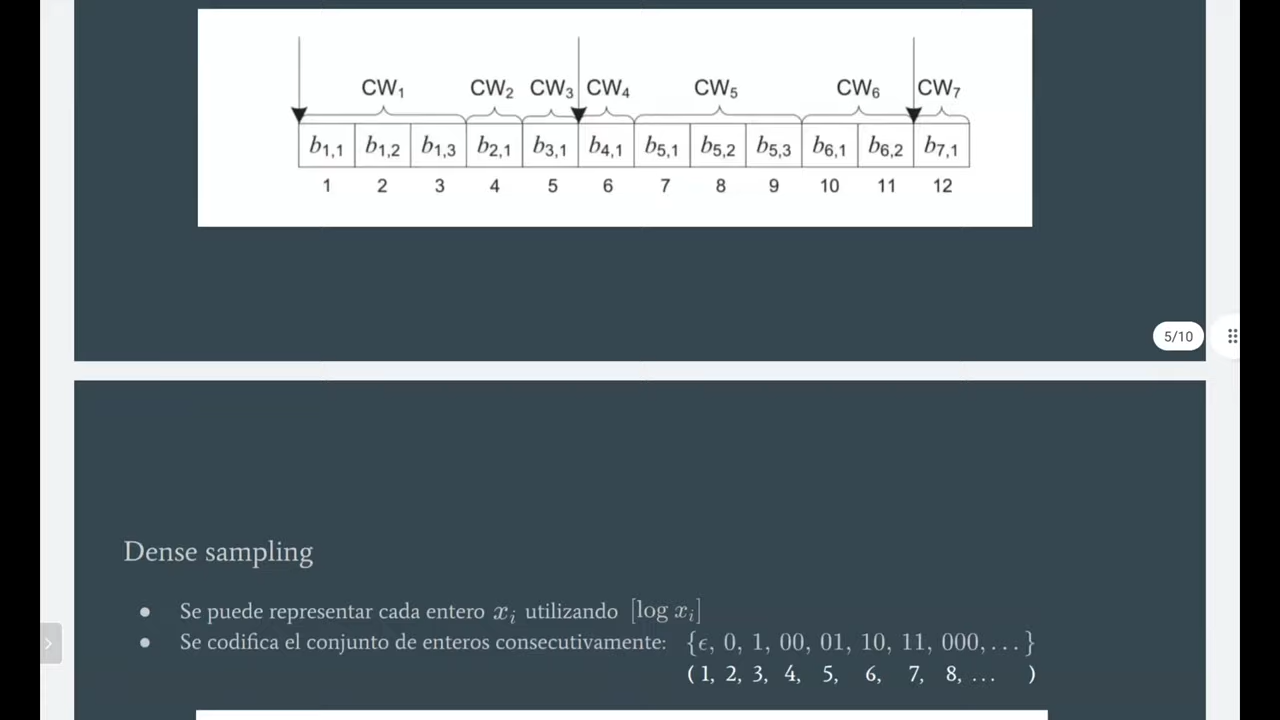 CW₁ CW₂ CW₃ CW₄ CW₅ CW₆ CW₇
b₁,₁ b₁,₂ b₁,₃ b₂,₁ b₃,₁ b₄,₁ b₅,₁ b₅,₂ b₅,₃ b₆,₁ b₆,₂ b₇,₁
1 2 3 4 5 6 7 8 9 10 11 12
5/10
Dense sampling
● Se puede representar cada entero xᵢ utilizando [log xᵢ]
● Se codifica el conjunto de enteros consecutivamente: {ϵ, 0, 1, 00, 01, 10, 11, 000, . . . }
( 1, 2, 3, 4, 5, 6, 7, 8, ... )